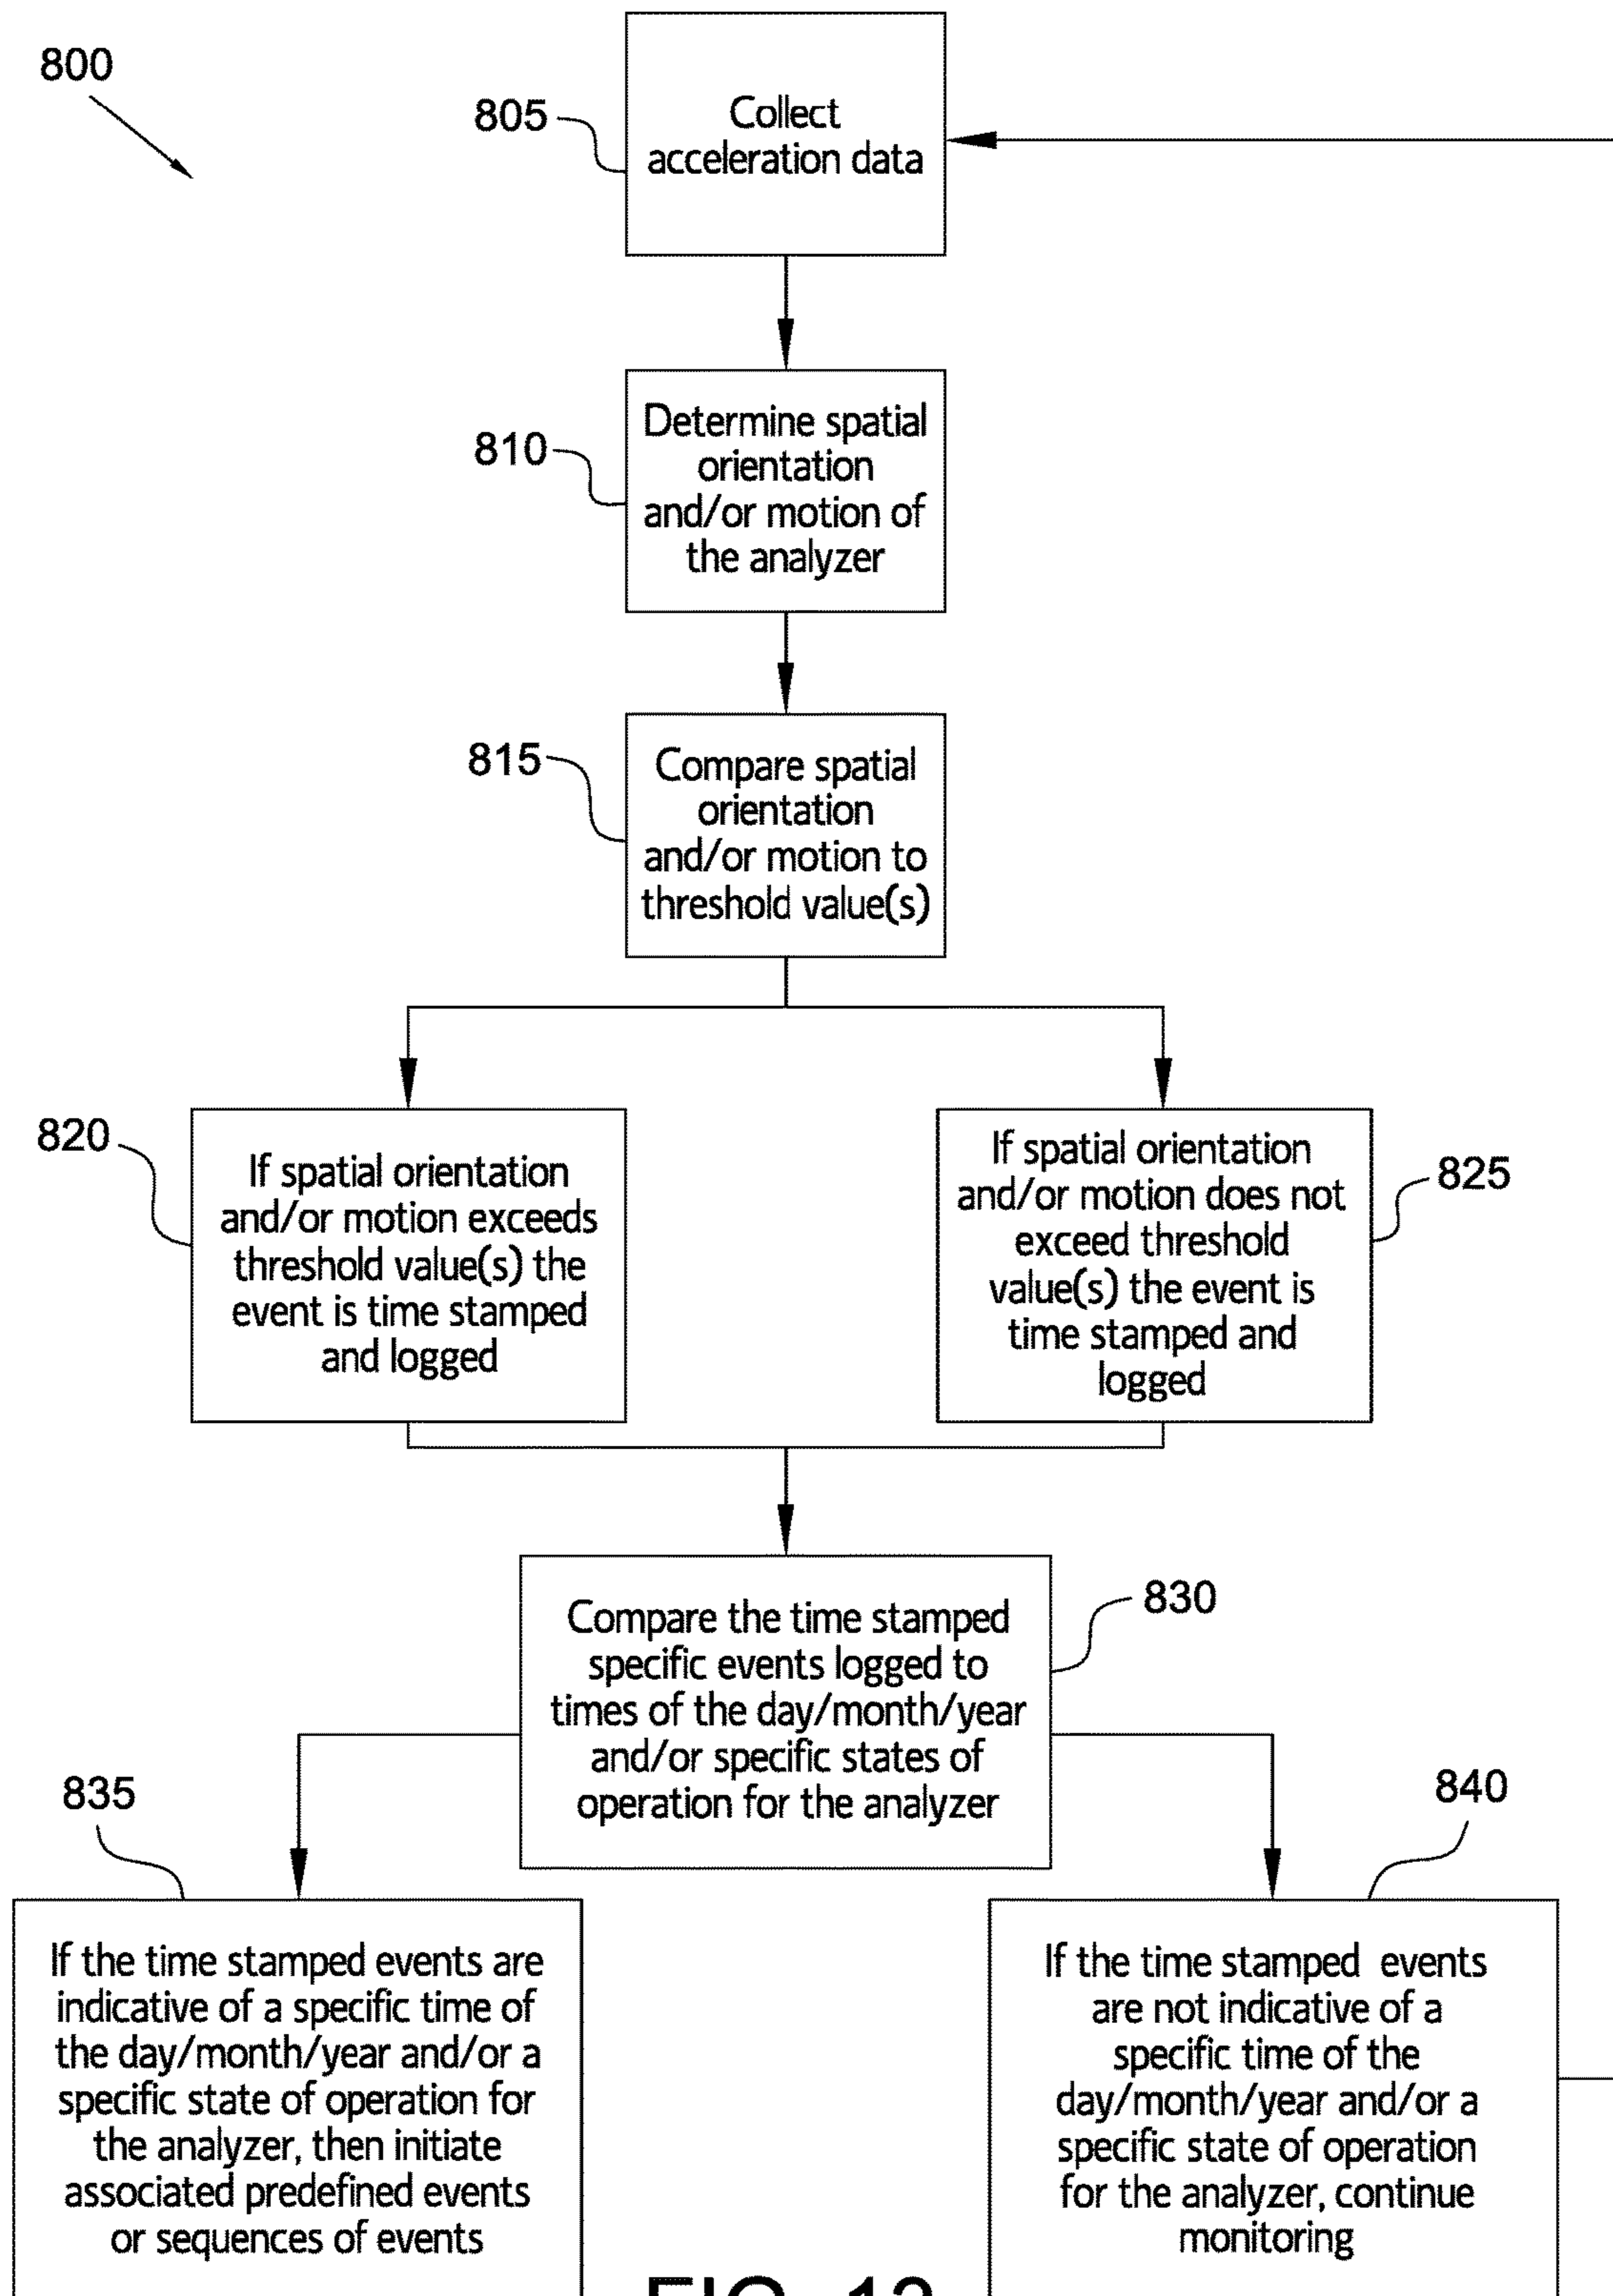 800
805
Collect
acceleration data
810
Determine spatial
orientation
and/or motion of
the analyzer
815
Compare spatial
orientation
and/or motion to
threshold value(s)
820
If spatial orientation
and/or motion exceeds
threshold value(s) the
event is time stamped
and logged
If spatial orientation
and/or motion does not
exceed threshold
value(s) the event is
time stamped and
logged
825
Compare the time stamped
specific events logged to
times of the day/month/year
and/or specific states of
operation for the analyzer
830
835
If the time stamped events are
indicative of a specific time of
the day/month/year and/or a
specific state of operation for
the analyzer, then initiate
associated predefined events
or sequences of events
840
If the time stamped events
are not indicative of a
specific time of the
day/month/year and/or a
specific state of operation
for the analyzer, continue
monitoring
FIG.